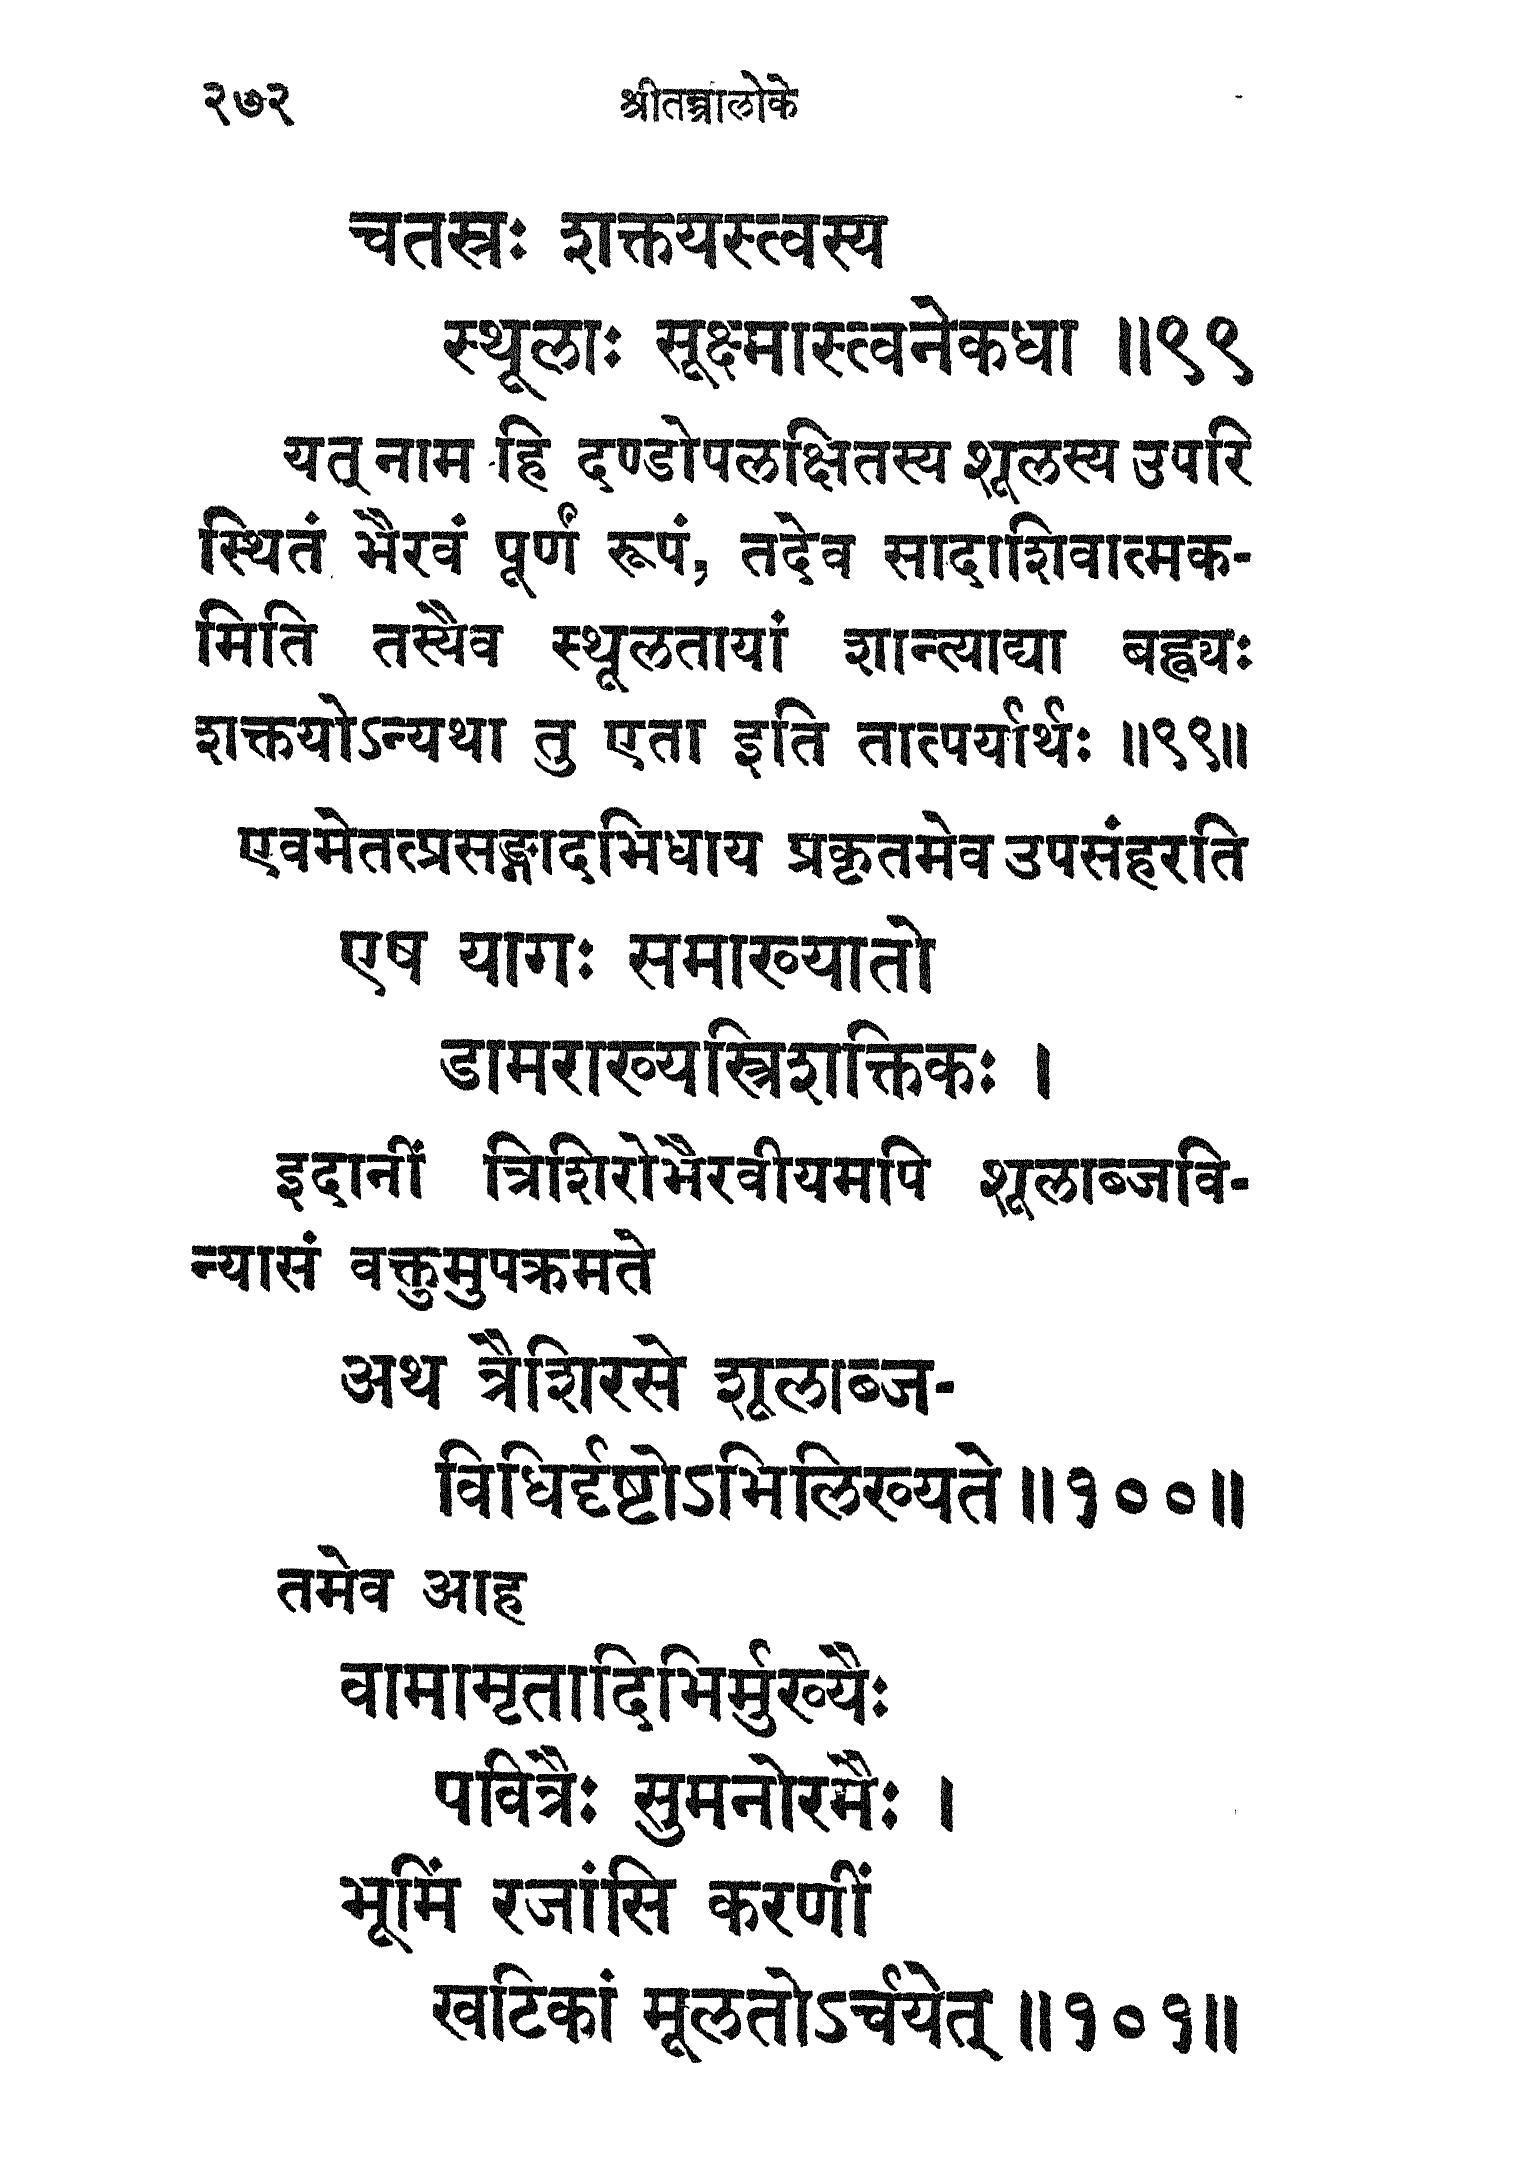 २७२ श्रीतन्त्रालोके
चतस्रः शक्तयस्त्वस्य
स्थूलाः सूक्ष्मास्त्वनेकधा ॥९९
यत् नाम हि दण्डोपलक्षितस्य शूलस्य उपरि
स्थितं भैरवं पूर्णं रूपं, तदेव सादाशिवात्मक-
मिति तस्यैव स्थूलतायां शान्त्याद्या बह्व्यः
शक्तयोऽन्यथा तु एता इति तात्पर्यार्थः ॥९९॥
एवमेतत्प्रसङ्गादभिधाय प्रकृतमेव उपसंहरति
एष यागः समाख्यातो
डामराख्यस्त्रिशक्तिकः ।
इदानीं त्रिशिरोभैरवीयमपि शूलाब्जवि-
न्यासं वक्तुमुपक्रमते
अथ त्रैशिरसे शूलाब्ज-
विधिर्दृष्टोऽभिलिख्यते ॥१००॥
तमेव आह
वामामृतादिभिर्मुख्यैः
पवित्रैः सुमनोरमैः ।
भूमिं रजांसि करणीं
खटिकां मूलतोऽर्चयेत् ॥१०१॥